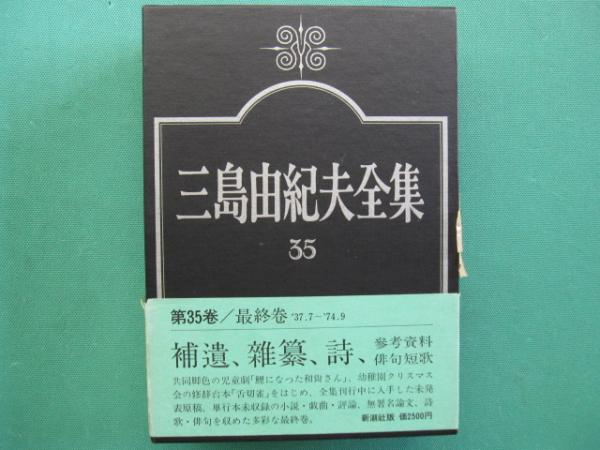 三島由紀夫全集
35
第35巻／最終巻 '37.7〜'74.9
補遺、雜纂、詩、參考資料 俳句短歌
共同脚色の児童劇「鯉になった和尚さん」、幼稚園クリスマス
会の修辞台本「舌切雀」をはじめ、全集刊行中に入手した未発
表原稿、単行本未収録の小説・戯曲・評論、無署名論文、詩
歌・俳句を収めた多彩な最終巻。
新潮社版 価2500円